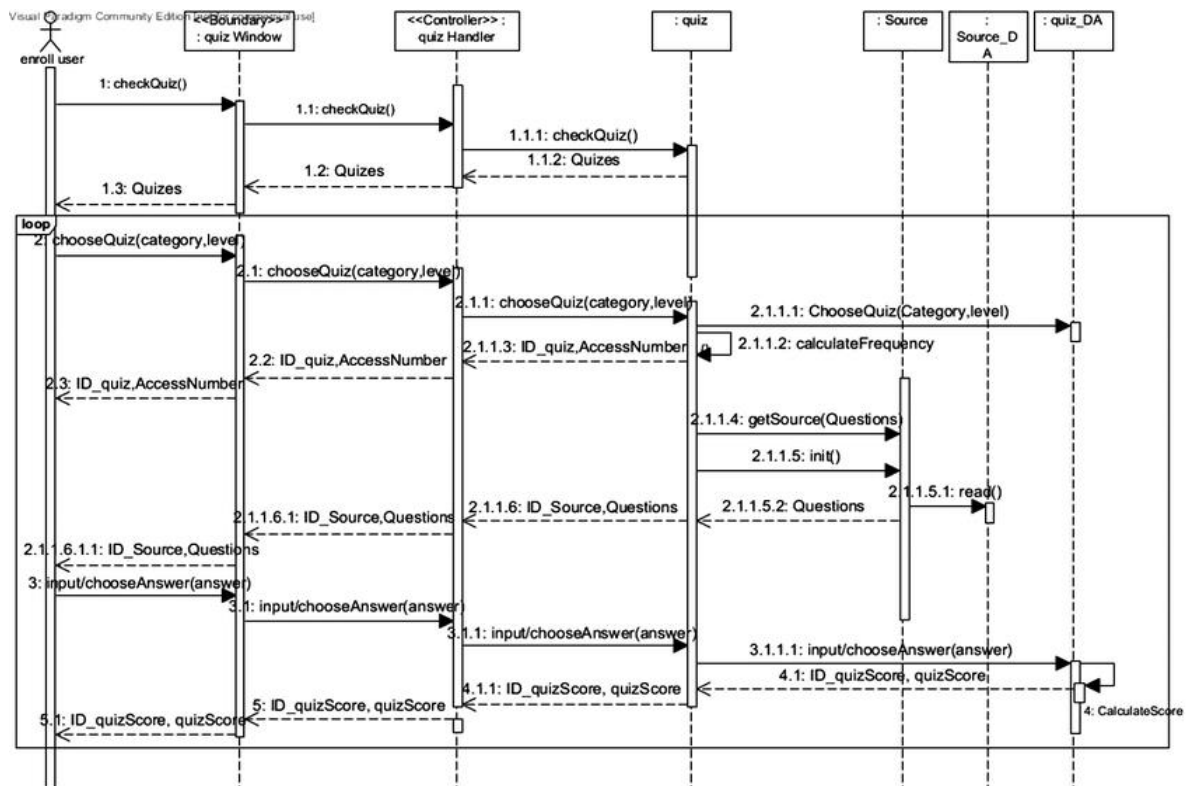 Visual Paradigm Community Edition [not for commercial use]
<<Boundary>>
: quiz Window
<<Controller>> :
quiz Handler
: quiz
: Source
:
Source_D
A
: quiz_DA
enroll user
1: checkQuiz()
1.1: checkQuiz()
1.1.1: checkQuiz()
1.1.2: Quizes
1.2: Quizes
1.3: Quizes
loop
2: chooseQuiz(category,level)
2.1: chooseQuiz(category,level)
2.1.1: chooseQuiz(category,level)
2.1.1.1: ChooseQuiz(Category,level)
2.1.1.2: calculateFrequency
2.1.1.3: ID_quiz,AccessNumber
2.2: ID_quiz,AccessNumber
2.3: ID_quiz,AccessNumber
2.1.1.4: getSource(Questions)
2.1.1.5: init()
2.1.1.5.1: read()
2.1.1.5.2: Questions
2.1.1.6: ID_Source,Questions
2.1.1.6.1: ID_Source,Questions
2.1.1.6.1.1: ID_Source,Questions
3: input/chooseAnswer(answer)
3.1: input/chooseAnswer(answer)
3.1.1: input/chooseAnswer(answer)
3.1.1.1: input/chooseAnswer(answer)
4.1: ID_quizScore, quizScore
4.1.1: ID_quizScore, quizScore
5: ID_quizScore, quizScore
5.1: ID_quizScore, quizScore
4: CalculateScore